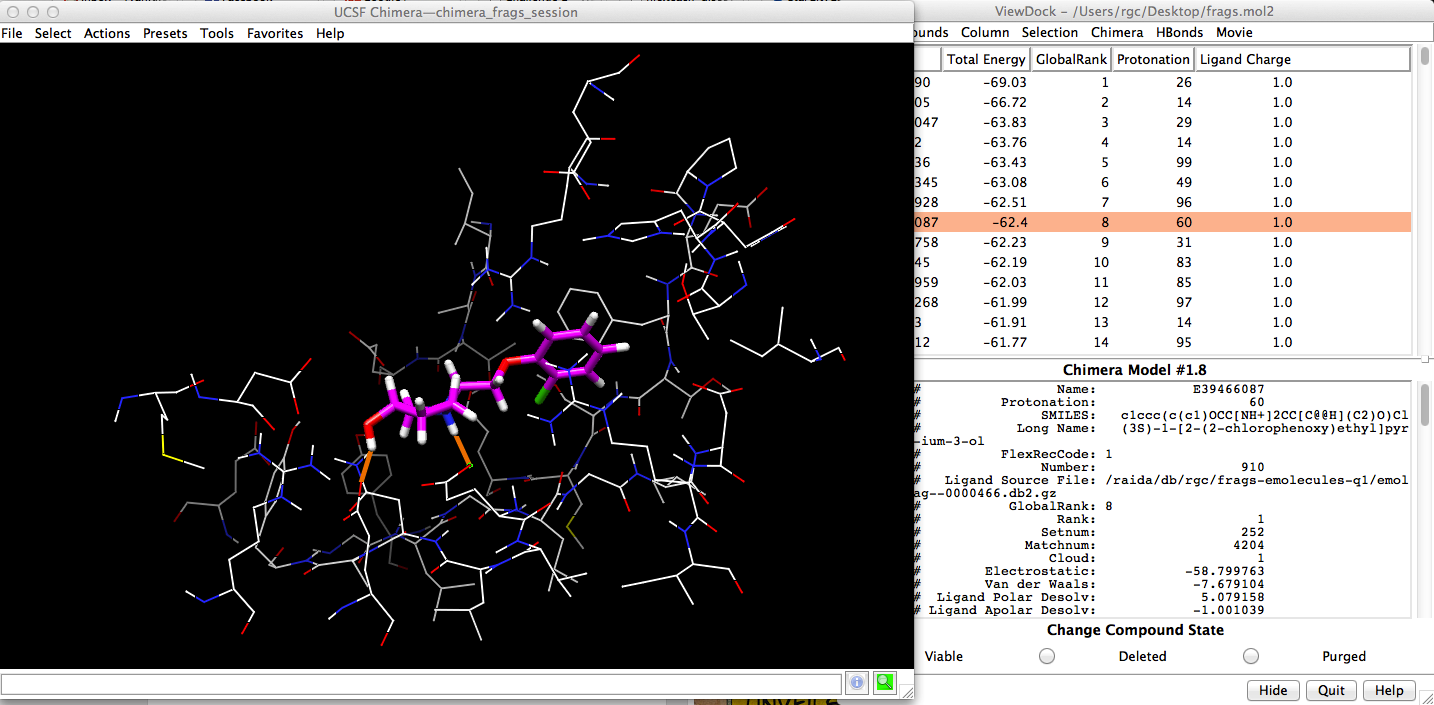 UCSF Chimera—chimera_frags_session
File Select Actions Presets Tools Favorites Help
ViewDock - /Users/rgc/Desktop/frags.mol2
ounds Column Selection Chimera HBonds Movie
Total Energy GlobalRank Protonation Ligand Charge
90 -69.03 1 26 1.0
05 -66.72 2 14 1.0
047 -63.83 3 29 1.0
2 -63.76 4 14 1.0
36 -63.43 5 99 1.0
345 -63.08 6 49 1.0
928 -62.51 7 96 1.0
087 -62.4 8 60 1.0
758 -62.23 9 31 1.0
45 -62.19 10 83 1.0
959 -62.03 11 85 1.0
268 -61.99 12 97 1.0
3 -61.91 13 14 1.0
12 -61.77 14 95 1.0
Chimera Model #1.8
# Name: E39466087
# Protonation: 60
# SMILES: c1ccc(c(c1)OCC[NH+]2CC[C@@H](C2)O)Cl
# Long Name: (3S)-1-[2-(2-chlorophenoxy)ethyl]pyr
-ium-3-ol
# FlexRecCode: 1
# Number: 910
# Ligand Source File: /raida/db/rgc/frags-emolecules-q1/emol
ag--0000466.db2.gz
# GlobalRank: 8
# Rank: 1
# Setnum: 252
# Matchnum: 4204
# Cloud: 1
# Electrostatic: -58.799763
# Van der Waals: -7.679104
# Ligand Polar Desolv: 5.079158
# Ligand Apolar Desolv: -1.001039
Change Compound State
Viable Deleted Purged
Hide Quit Help